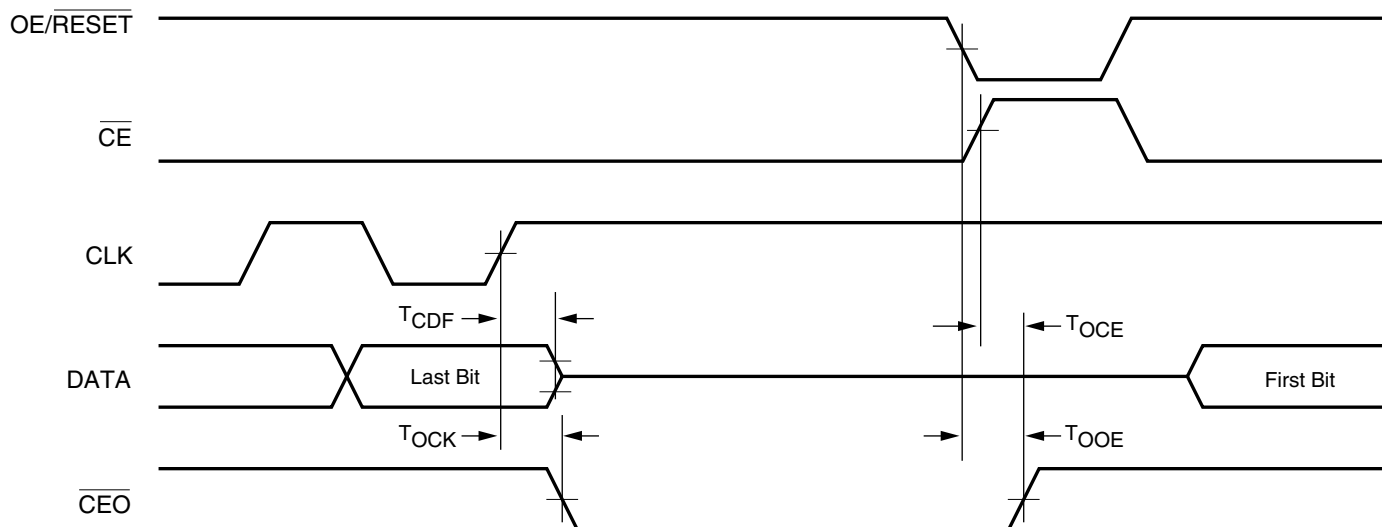 OE/RESET
CE
CLK
TCDF
TOCE
DATA
Last Bit
First Bit
TOCK
TOOE
CEO